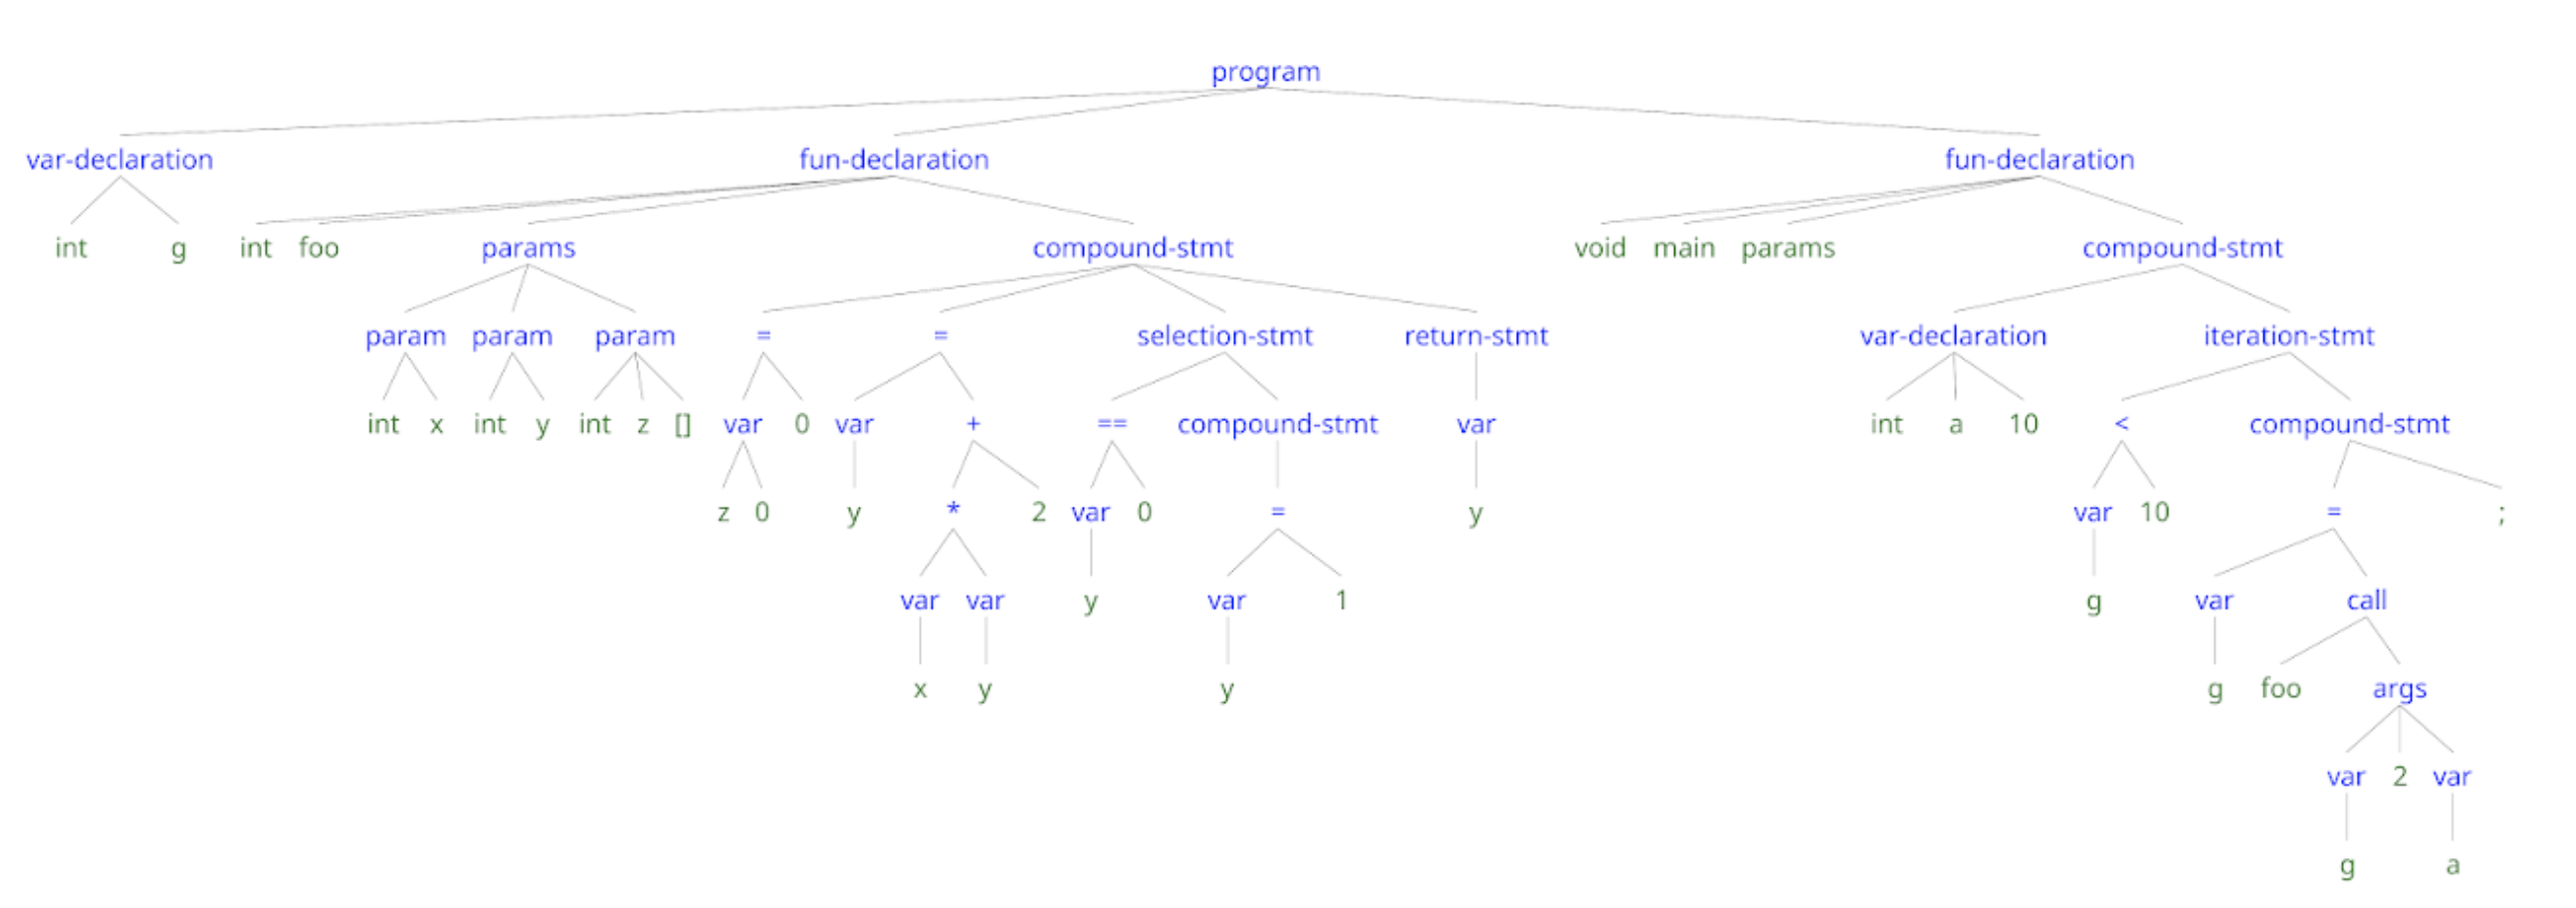 program
var-declaration fun-declaration fun-declaration
int g int foo params compound-stmt void main params compound-stmt
param param param = = selection-stmt return-stmt var-declaration iteration-stmt
int x int y int z [] var 0 var + == compound-stmt var int a 10 < compound-stmt
z 0 y * 2 var 0 = y var 10 = ;
var var y var 1 g var call
x y y g foo args
var 2 var
g a